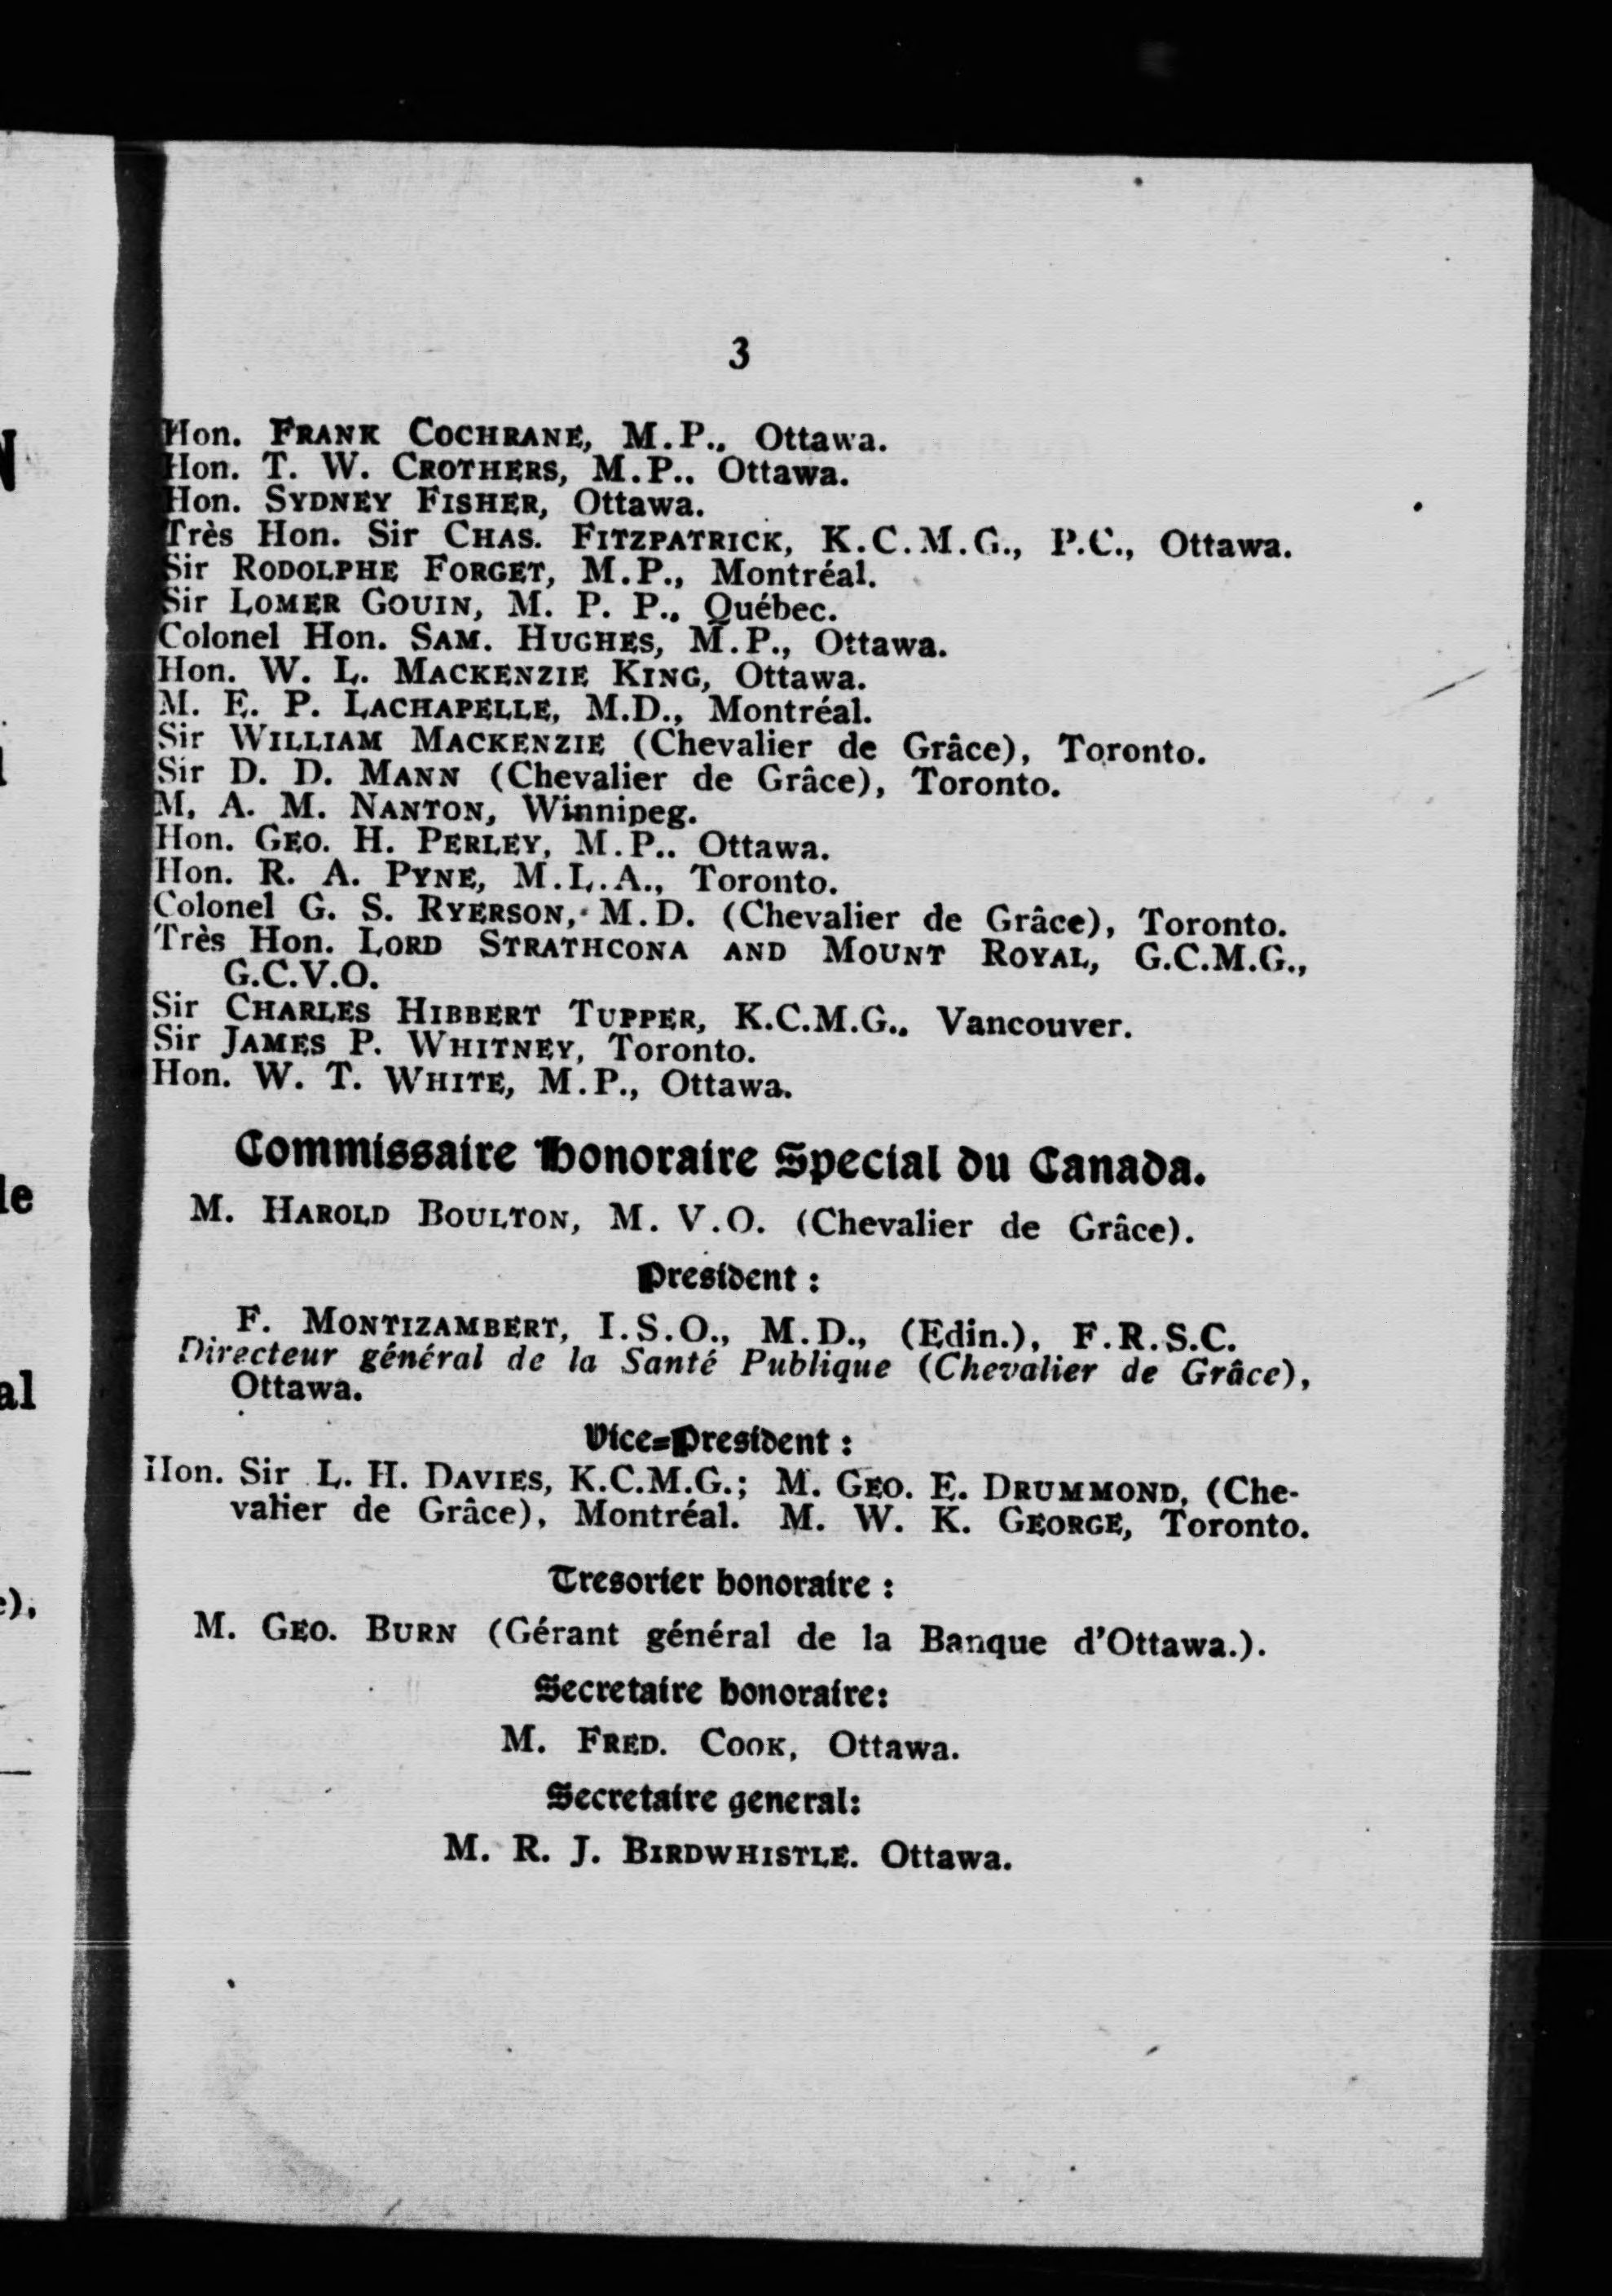 3
Hon. FRANK COCHRANE, M.P., Ottawa.
Hon. T. W. CROTHERS, M.P.. Ottawa.
Hon. SYDNEY FISHER, Ottawa.
Très Hon. Sir CHAS. FITZPATRICK, K.C.M.G., P.C., Ottawa.
Sir RODOLPHE FORGET, M.P., Montréal.
Sir LOMER GOUIN, M. P. P., Québec.
Colonel Hon. SAM. HUGHES, M.P., Ottawa.
Hon. W. L. MACKENZIE KING, Ottawa.
M. E. P. LACHAPELLE, M.D., Montréal.
Sir WILLIAM MACKENZIE (Chevalier de Grâce), Toronto.
Sir D. D. MANN (Chevalier de Grâce), Toronto.
M, A. M. NANTON, Winnipeg.
Hon. GEO. H. PERLEY, M.P.. Ottawa.
Hon. R. A. PYNE, M.L.A., Toronto.
Colonel G. S. RYERSON, M.D. (Chevalier de Grâce), Toronto.
Très Hon. LORD STRATHCONA AND MOUNT ROYAL, G.C.M.G.,
G.C.V.O.
Sir CHARLES HIBBERT TUPPER, K.C.M.G., Vancouver.
Sir JAMES P. WHITNEY, Toronto.
Hon. W. T. WHITE, M.P., Ottawa.
Commissaire Honoraire Special du Canada.
M. HAROLD BOULTON, M. V.O. (Chevalier de Grâce).
President :
F. MONTIZAMBERT, I.S.O., M.D., (Edin.), F.R.S.C.
Directeur général de la Santé Publique (Chevalier de Grâce),
Ottawa.
Vice=President :
Hon. Sir L. H. DAVIES, K.C.M.G.; M. GEO. E. DRUMMOND, (Che-
valier de Grâce), Montréal. M. W. K. GEORGE, Toronto.
Tresorier honoraire :
M. GEO. BURN (Gérant général de la Banque d'Ottawa.).
Secretaire honoraire:
M. FRED. COOK, Ottawa.
Secretaire general:
M. R. J. BIRDWHISTLE. Ottawa.